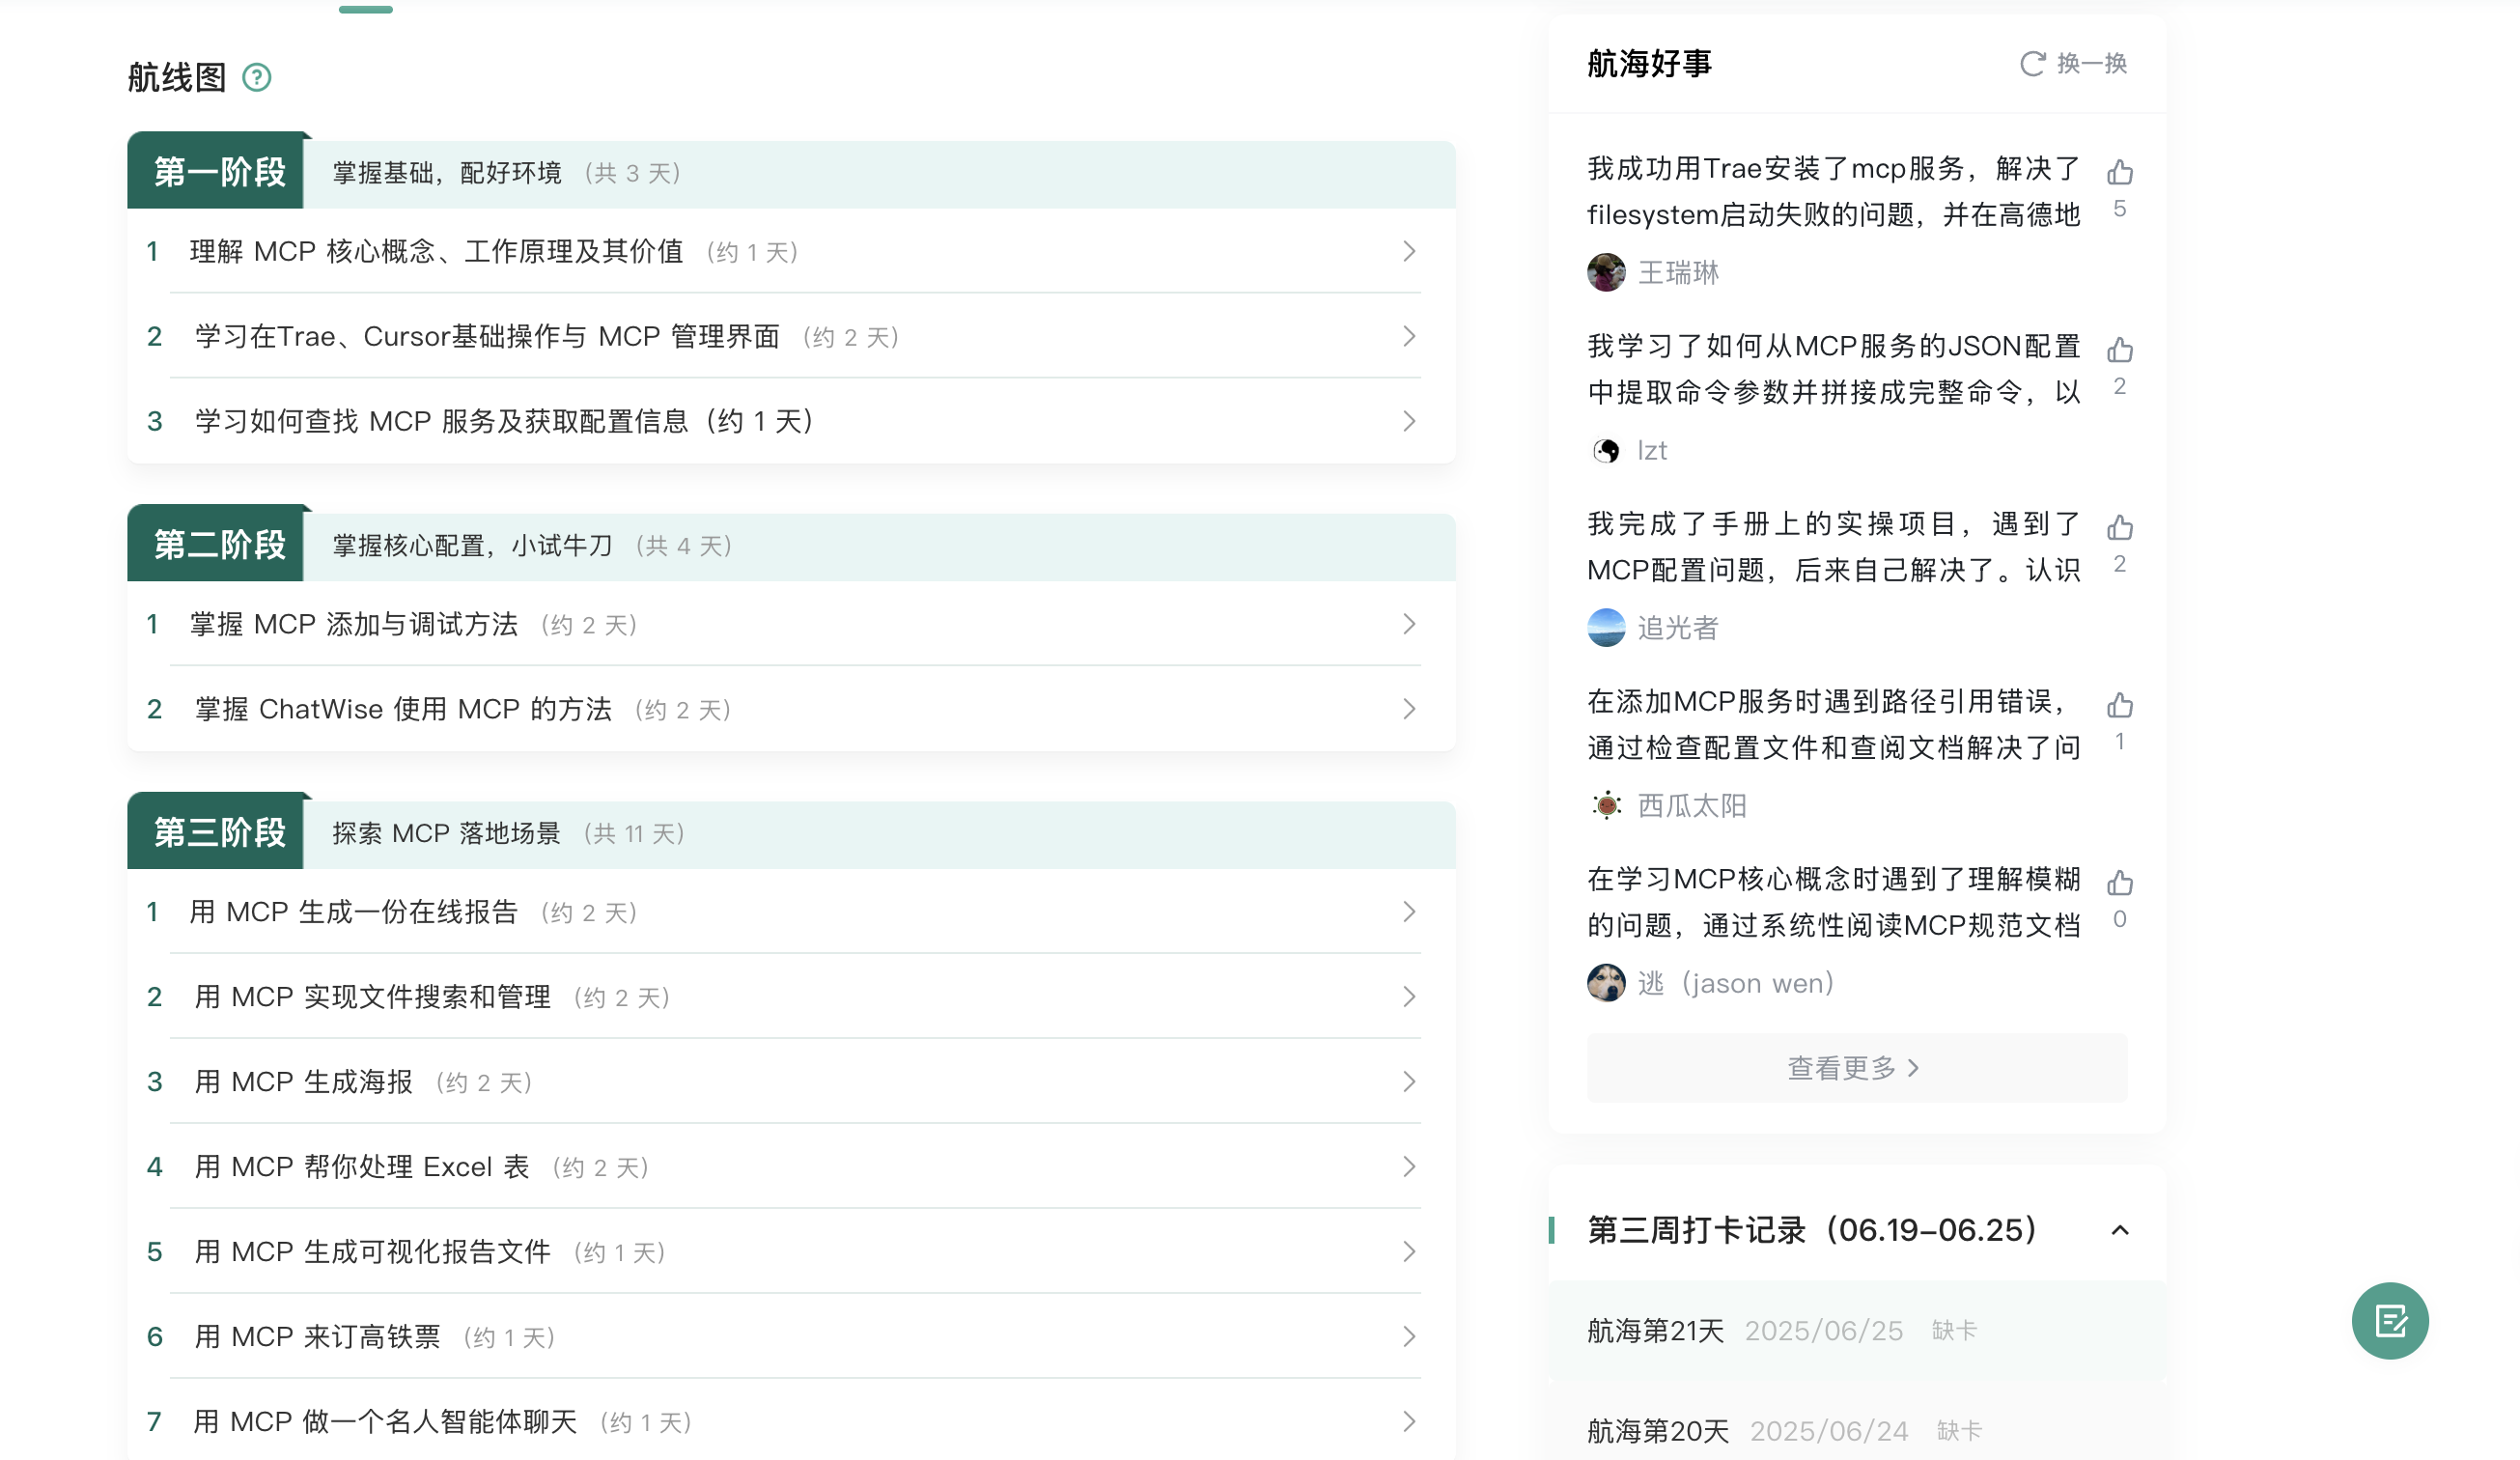 航线图 ?
第一阶段 掌握基础，配好环境 （共 3 天）
1 理解 MCP 核心概念、工作原理及其价值 （约 1 天）
2 学习在Trae、Cursor基础操作与 MCP 管理界面 （约 2 天）
3 学习如何查找 MCP 服务及获取配置信息（约 1 天）
第二阶段 掌握核心配置，小试牛刀 （共 4 天）
1 掌握 MCP 添加与调试方法 （约 2 天）
2 掌握 ChatWise 使用 MCP 的方法 （约 2 天）
第三阶段 探索 MCP 落地场景 （共 11 天）
1 用 MCP 生成一份在线报告 （约 2 天）
2 用 MCP 实现文件搜索和管理 （约 2 天）
3 用 MCP 生成海报 （约 2 天）
4 用 MCP 帮你处理 Excel 表 （约 2 天）
5 用 MCP 生成可视化报告文件 （约 1 天）
6 用 MCP 来订高铁票 （约 1 天）
7 用 MCP 做一个名人智能体聊天 （约 1 天）
航海好事 换一换
我成功用Trae安装了mcp服务，解决了
filesystem启动失败的问题，并在高德地
5
王瑞琳
我学习了如何从MCP服务的JSON配置
中提取命令参数并拼接成完整命令，以
2
lzt
我完成了手册上的实操项目，遇到了
MCP配置问题，后来自己解决了。认识
2
追光者
在添加MCP服务时遇到路径引用错误，
通过检查配置文件和查阅文档解决了问
1
西瓜太阳
在学习MCP核心概念时遇到了理解模糊
的问题，通过系统性阅读MCP规范文档
0
逃（jason wen）
查看更多
第三周打卡记录（06.19–06.25）
航海第21天 2025/06/25 缺卡
航海第20天 2025/06/24 缺卡